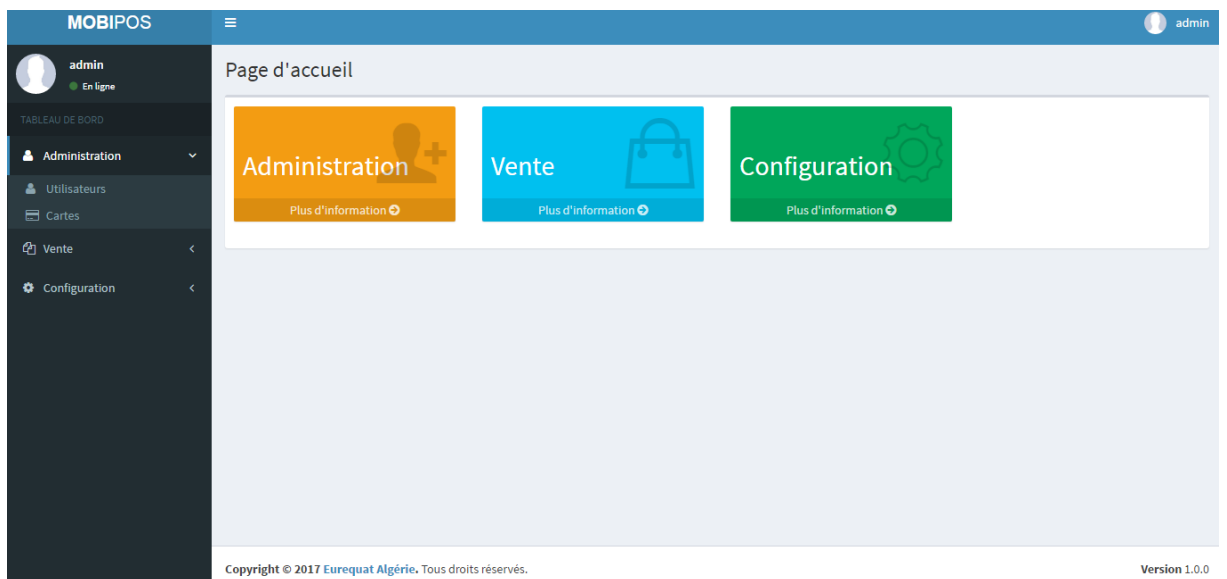 MOBIPOS
admin
admin
En ligne
TABLEAU DE BORD
Administration
Utilisateurs
Cartes
Vente
Configuration
Page d'accueil
Administration
Plus d'information
Vente
Plus d'information
Configuration
Plus d'information
Copyright © 2017 Eurequat Algérie. Tous droits réservés.
Version 1.0.0